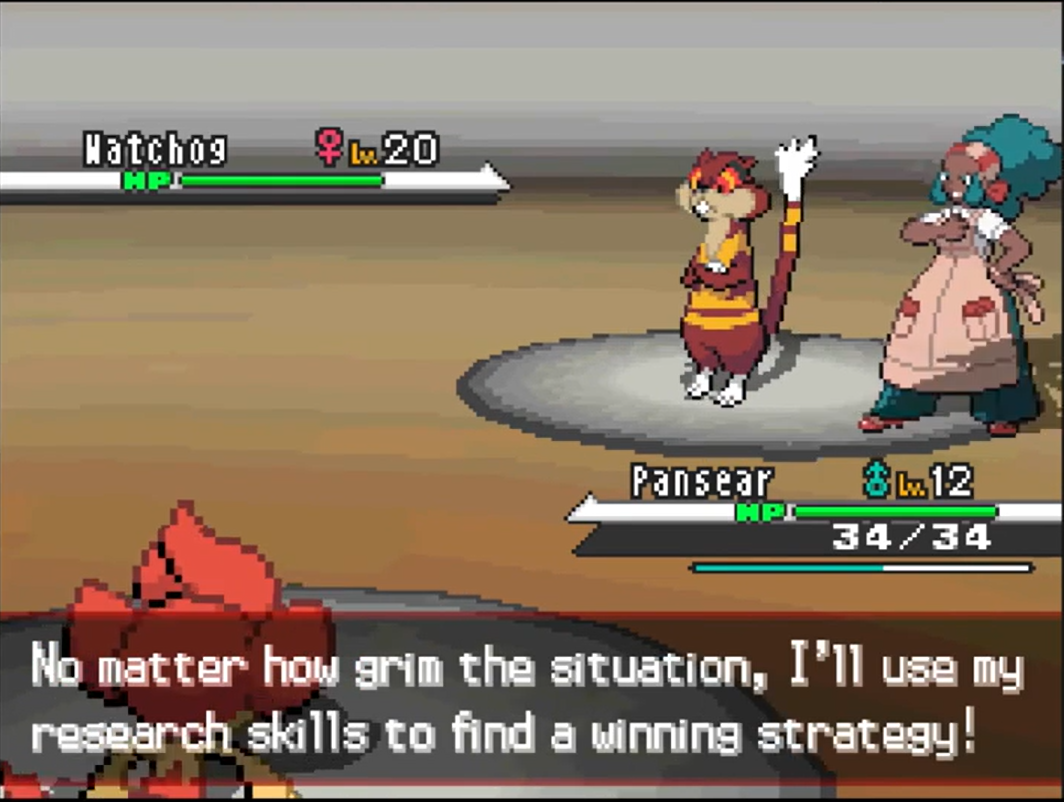 Watchog ♀ Lv.20
HP
Pansear ♂ Lv.12
HP
34/34
No matter how grim the situation, I'll use my
research skills to find a winning strategy!